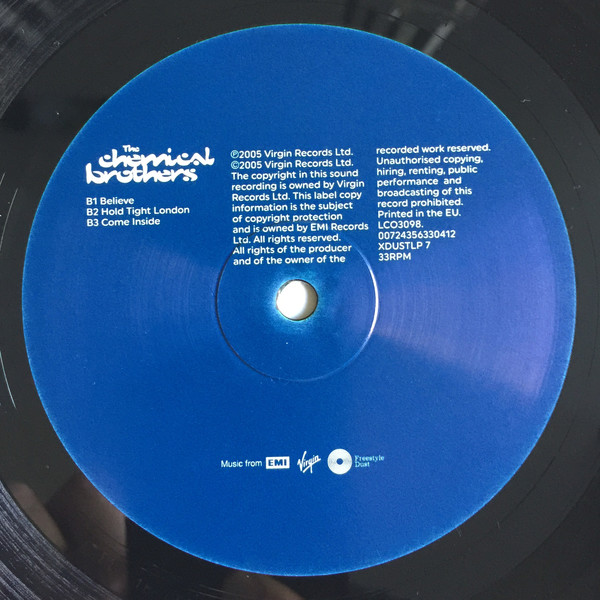 The
chemical
brothers
B1 Believe
B2 Hold Tight London
B3 Come Inside
℗2005 Virgin Records Ltd.
©2005 Virgin Records Ltd.
The copyright in this sound
recording is owned by Virgin
Records Ltd. This label copy
information is the subject
of copyright protection
and is owned by EMI Records
Ltd. All rights reserved.
All rights of the producer
and of the owner of the
recorded work reserved.
Unauthorised copying,
hiring, renting, public
performance and
broadcasting of this
record prohibited.
Printed in the EU.
LCO3098.
00724356330412
XDUSTLP 7
33RPM
Music from EMI Virgin Freestyle
Dust